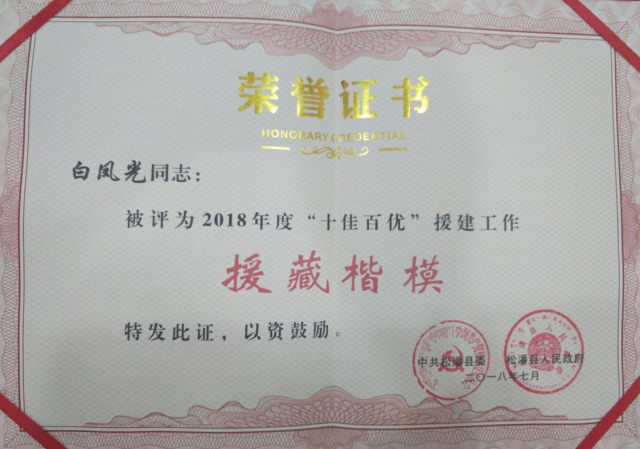 荣誉证书
HONORARY CREDENTIAL
白凤光同志：
被评为2018年度“十佳百优”援建工作
援藏楷模
特发此证，以资鼓励。
中共松潘县委 松潘县人民政府
二〇一八年七月